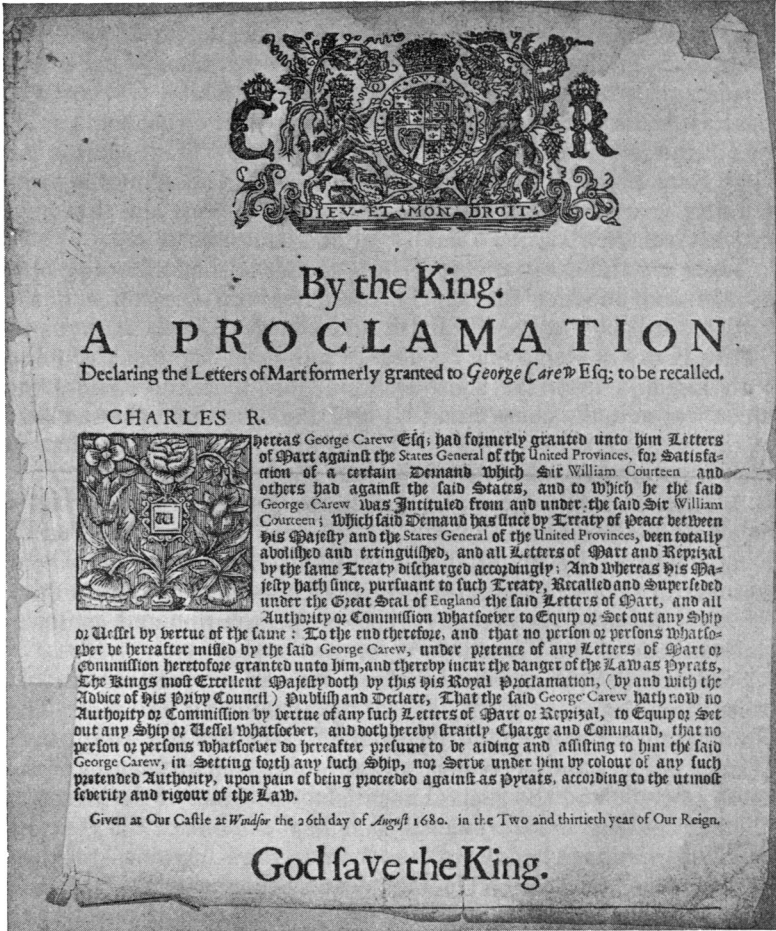 C R
HONI SOIT QUI MAL Y PENSE
DIEV·ET·MON·DROIT·
By the King.
A PROCLAMATION
Declaring the Letters of Mart formerly granted to George Carew Esq; to be recalled.
CHARLES R.
Whereas George Carew Esq; had formerly granted unto him Letters
of Mart against the States General of the United Provinces, for Satisfa-
ction of a certain Demand which Sir William Courteen and
others had against the said States, and to which he the said
George Carew was Intituled from and under the said Sir William
Courteen; Which said Demand has since by Treaty of Peace between
His Majesty and the States General of the United Provinces, been totally
abolished and extinguished, and all Letters of Mart and Reprizal
by the same Treaty discharged accordingly; And whereas His Ma-
jesty hath since, pursuant to such Treaty, Recalled and Superseded
under the Great Seal of England the said Letters of Mart, and all
Authority or Commission whatsoever to Equip or Set out any Ship
or Vessel by vertue of the same: To the end therefore, and that no person or persons whatso-
ever be hereafter misled by the said George Carew, under pretence of any Letters of Mart or
Commission heretofore granted unto him, and thereby incur the danger of the Law as Pyrats,
The Kings most Excellent Majesty doth by this His Royal Proclamation, (by and with the
Advice of His Privy Council) Publish and Declare, That the said George Carew hath now no
Authority or Commission by vertue of any such Letters of Mart or Reprizal, to Equip or Set
out any Ship or Vessel whatsoever, and doth hereby straitly Charge and Command, that no
person or persons whatsoever do hereafter presume to be aiding and assisting to him the said
George Carew, in Setting forth any such Ship, nor Serve under him by colour of any such
pretended Authority, upon pain of being proceeded against as Pyrats, according to the utmost
severity and rigour of the Law.
Given at Our Castle at Windsor the 26th day of August 1680. in the Two and thirtieth year of Our Reign.
God save the King.